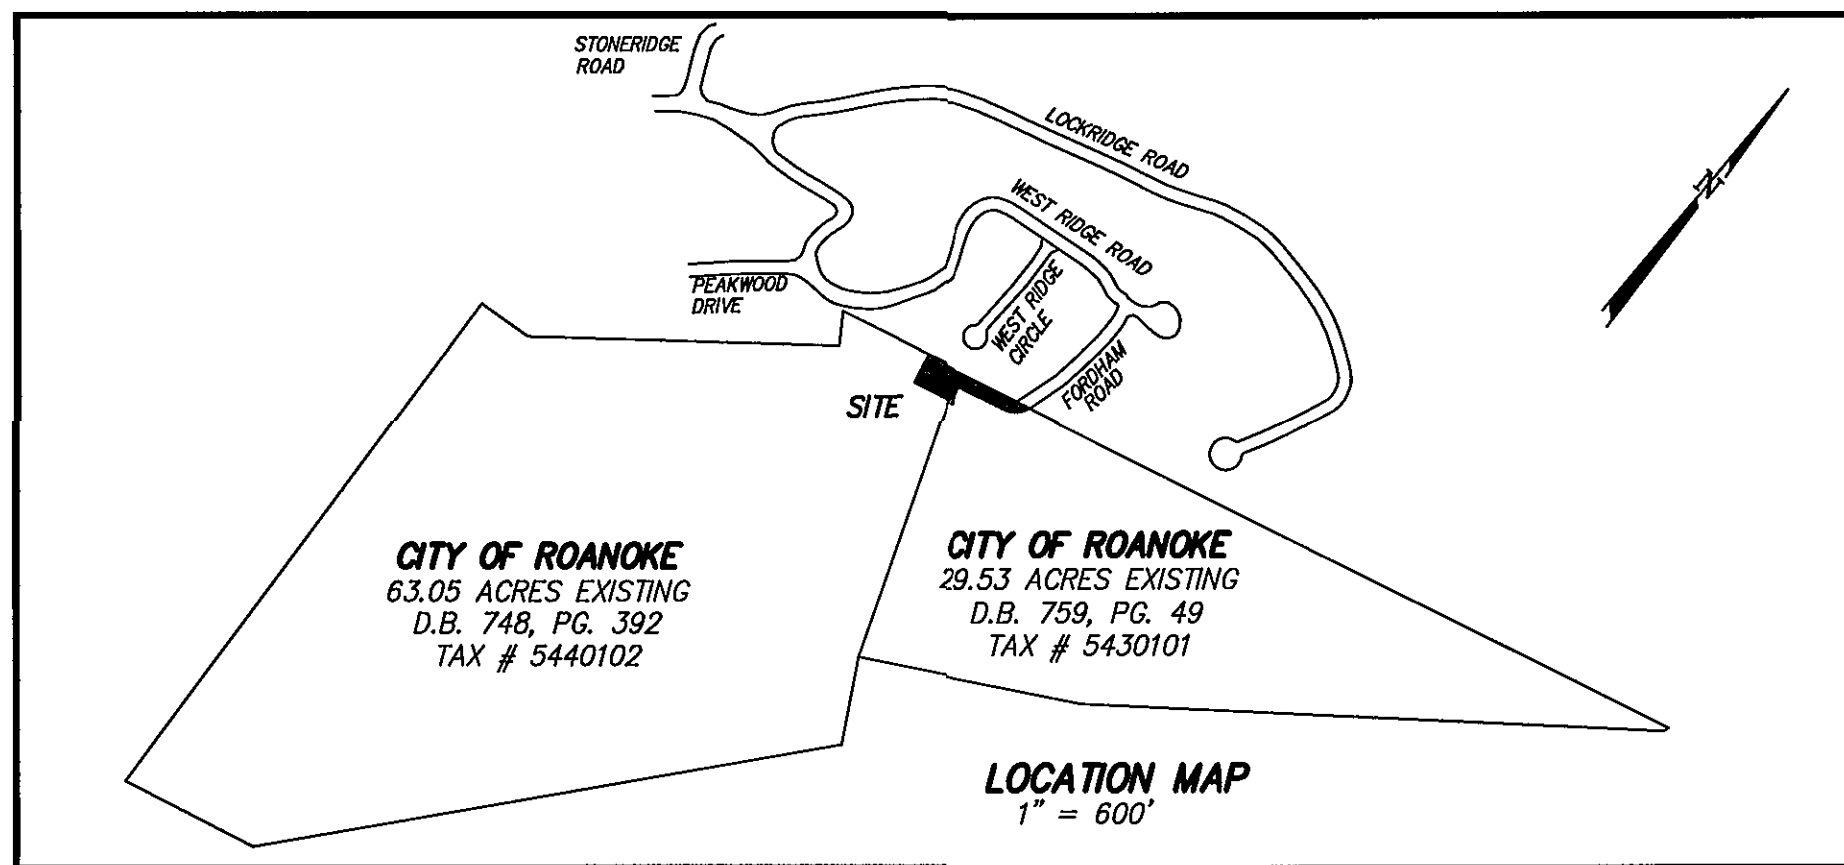 STONERIDGE
ROAD
LOCKRIDGE ROAD
N
WEST RIDGE ROAD
PEAKWOOD
DRIVE
WEST RIDGE
CIRCLE
FORDHAM
ROAD
SITE
CITY OF ROANOKE
63.05 ACRES EXISTING
D.B. 748, PG. 392
TAX # 5440102
CITY OF ROANOKE
29.53 ACRES EXISTING
D.B. 759, PG. 49
TAX # 5430101
LOCATION MAP
1" = 600'